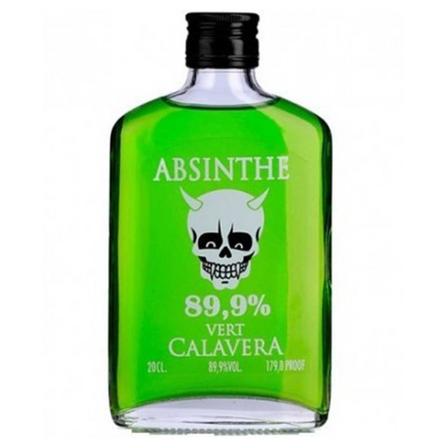 ABSINTHE
89,9%
VERT
CALAVERA
20CL. 89,9%VOL. 179,8 PROOF